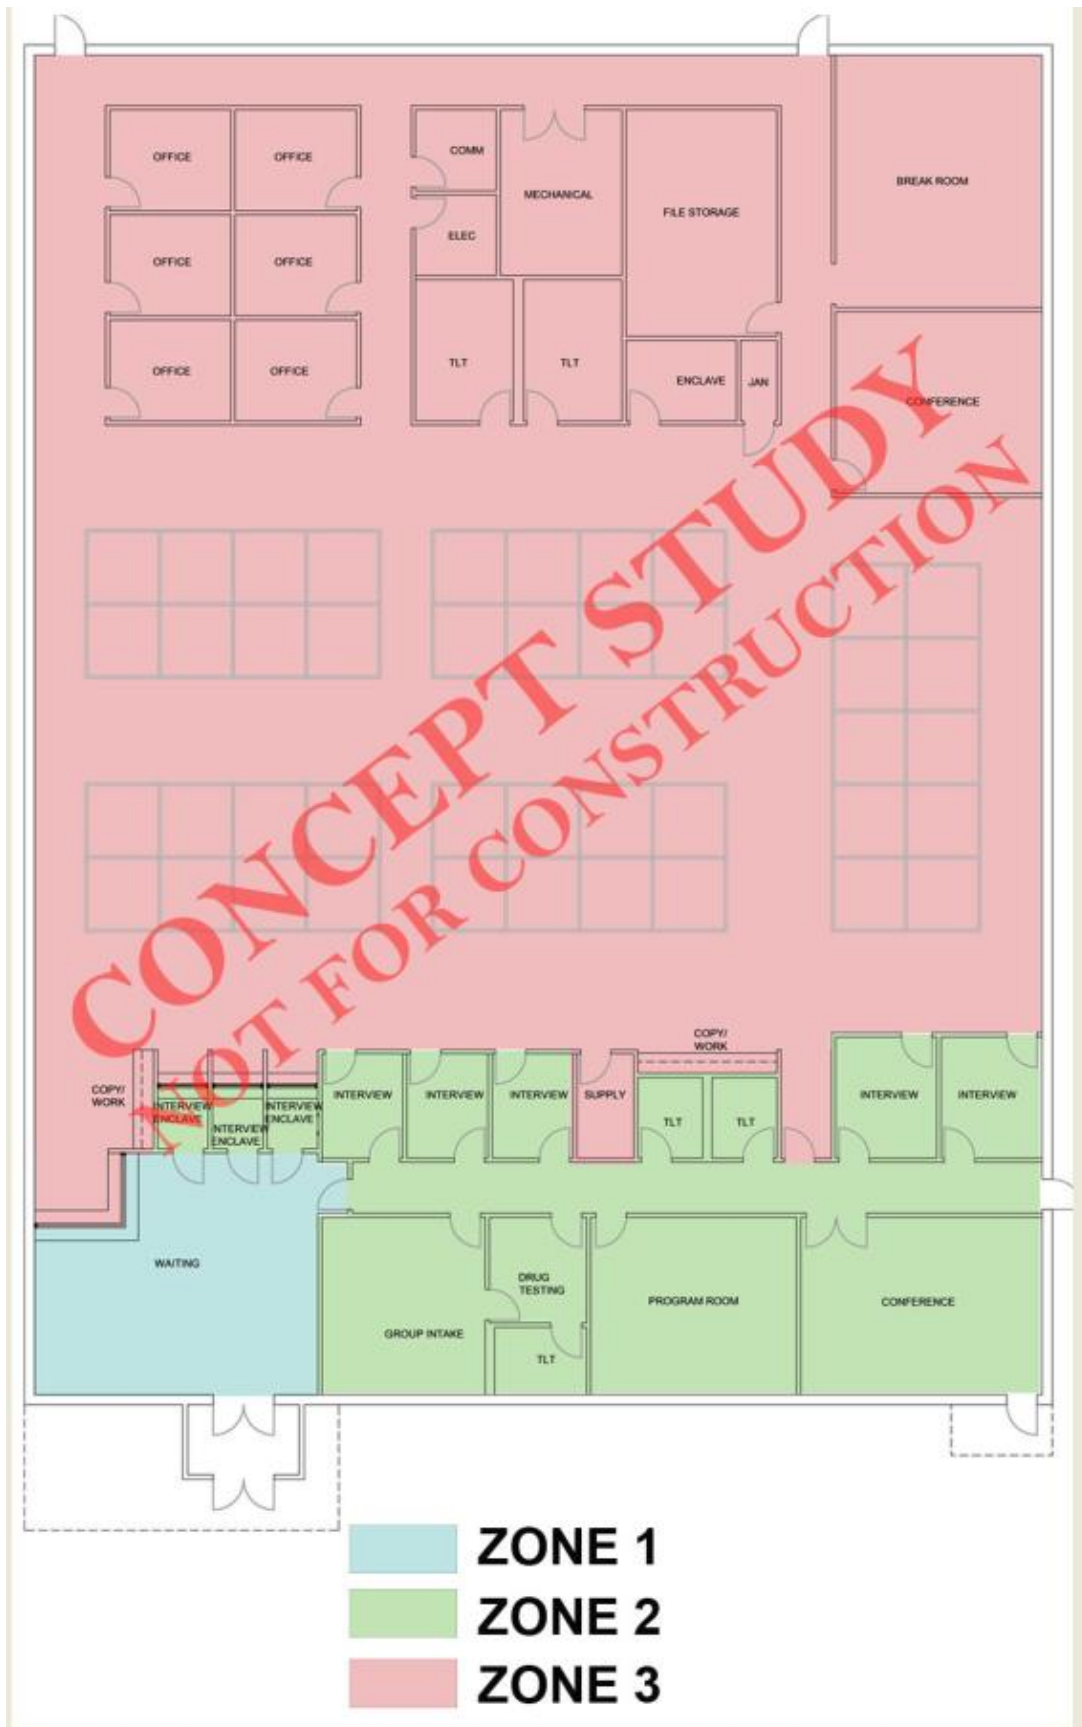 OFFICE
OFFICE
COMM
MECHANICAL
FILE STORAGE
BREAK ROOM
ELEC
OFFICE
OFFICE
OFFICE
OFFICE
TLT
TLT
ENCLAVE
JAN
CONFERENCE
CONCEPT STUDY
NOT FOR CONSTRUCTION
COPY/
WORK
COPY/
WORK
INTERVIEW
ENCLAVE
INTERVIEW
ENCLAVE
INTERVIEW
ENCLAVE
INTERVIEW
INTERVIEW
INTERVIEW
SUPPLY
TLT
TLT
INTERVIEW
INTERVIEW
WAITING
GROUP INTAKE
DRUG
TESTING
TLT
PROGRAM ROOM
CONFERENCE
ZONE 1
ZONE 2
ZONE 3